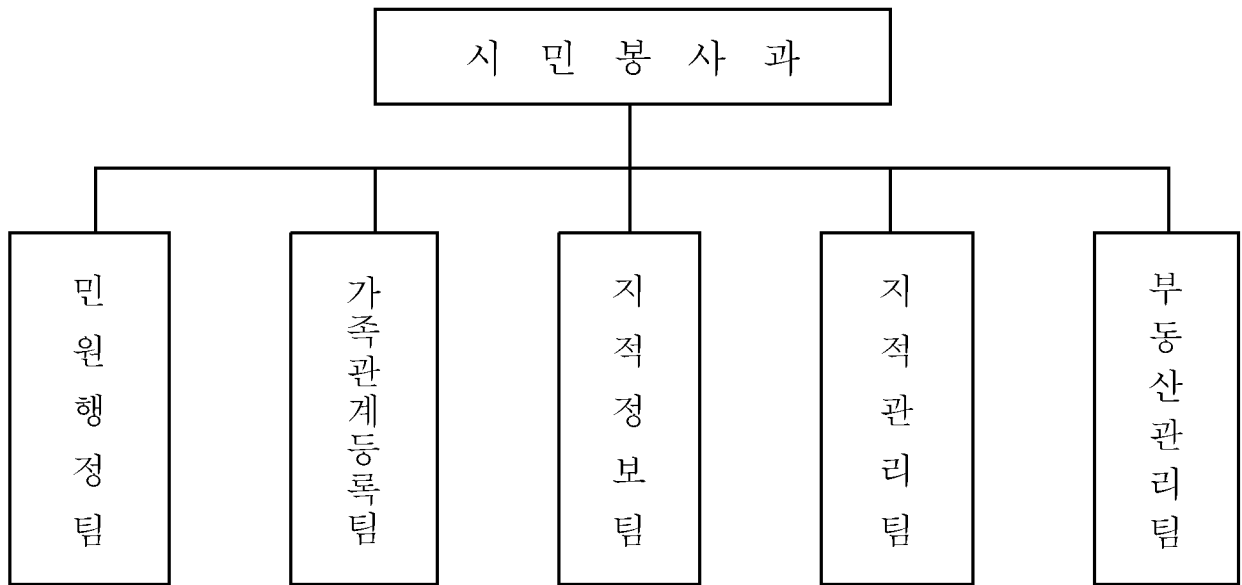 시 민 봉 사 과
민원행정팀
가족관계등록팀
지적정보팀
지적관리팀
부동산관리팀